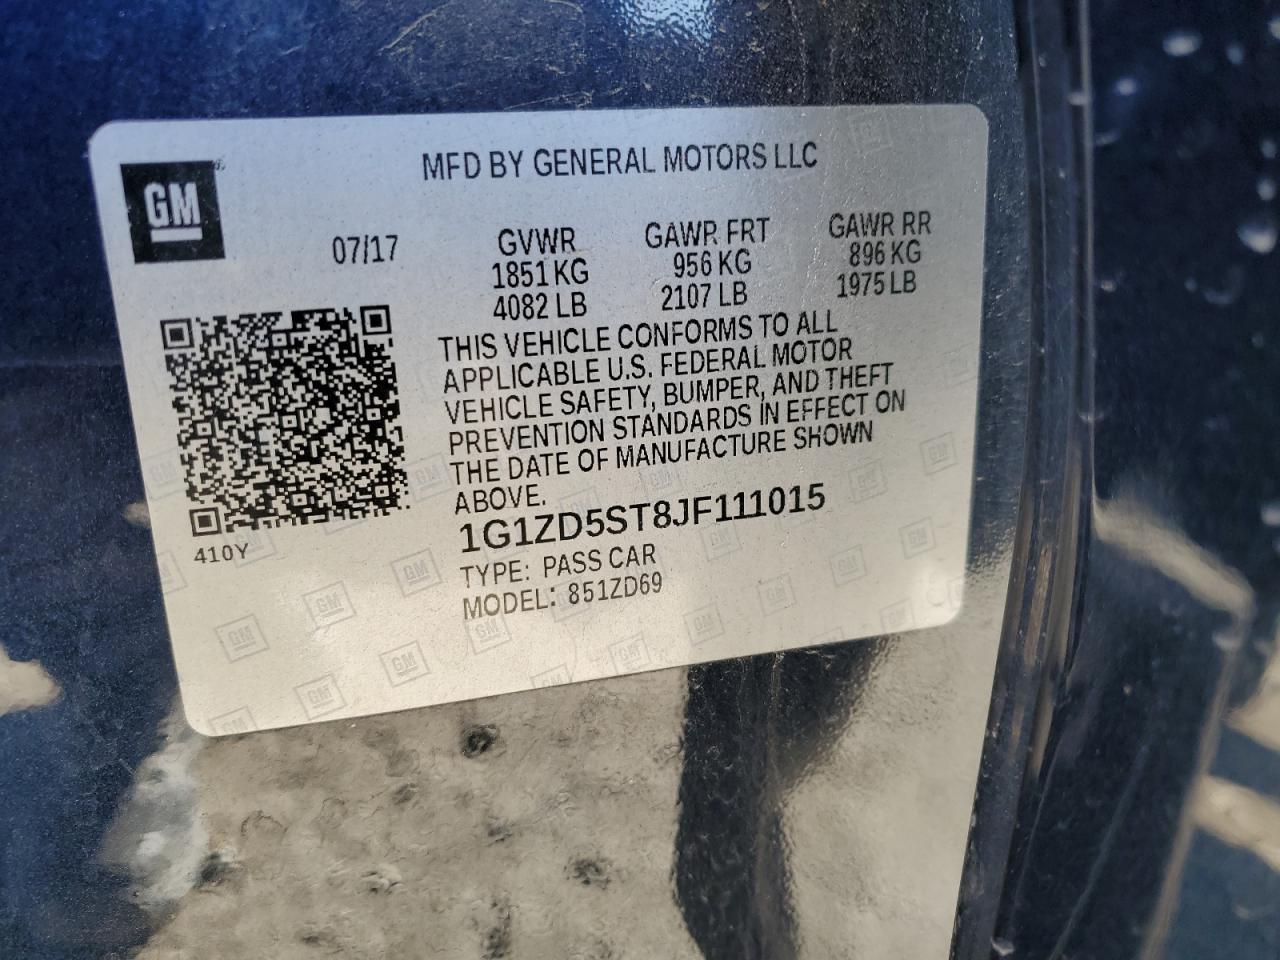 MFD BY GENERAL MOTORS LLC
GM
07/17
GVWR GAWR FRT GAWR RR
1851 KG 956 KG 896 KG
4082 LB 2107 LB 1975 LB
THIS VEHICLE CONFORMS TO ALL
APPLICABLE U.S. FEDERAL MOTOR
VEHICLE SAFETY, BUMPER, AND THEFT
PREVENTION STANDARDS IN EFFECT ON
THE DATE OF MANUFACTURE SHOWN
ABOVE.
1G1ZD5ST8JF111015
410Y
TYPE: PASS CAR
MODEL: 851ZD69